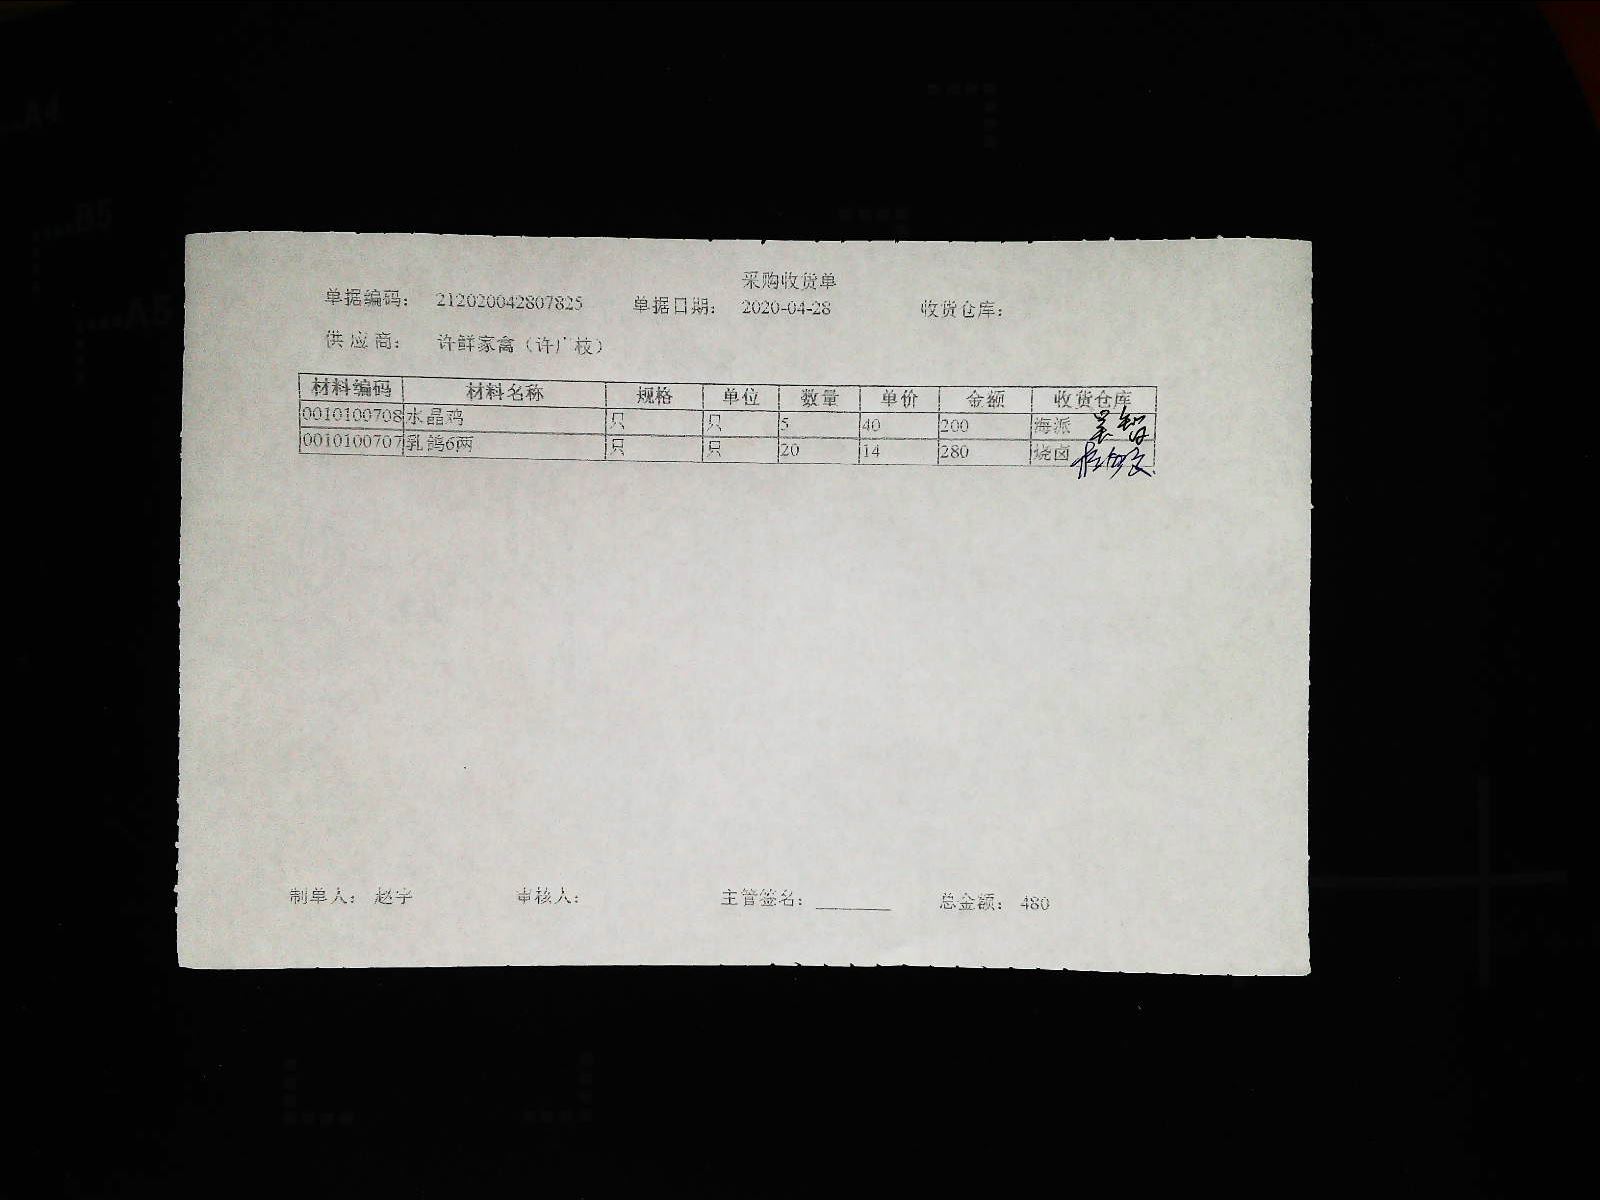 采购收货单
单据编码： 212020042807825 单据日期： 2020-04-28 收货仓库：
供 应 商： 许鲜家禽（许广枝）
材料编码 材料名称 规格 单位 数量 单价 金额 收货仓库
0010100708 水晶鸡 只 只 5 40 200 海派
0010100707 乳鸽6两 只 只 20 14 280 烧卤
制单人： 赵宇 审核人： 主管签名： 总金额： 480
A4
B5
A5